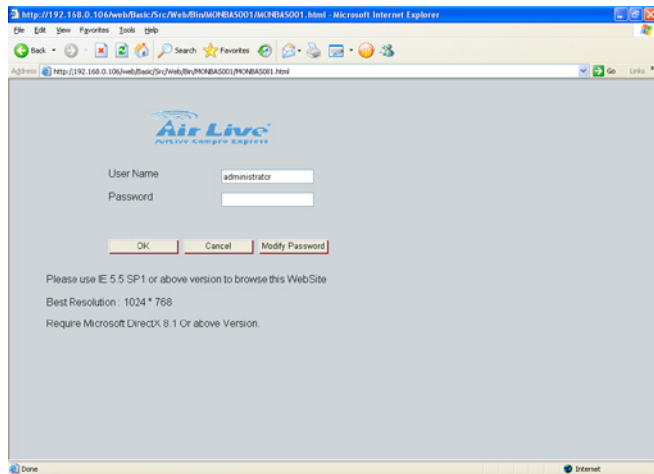 http://192.168.0.106/web/Basic/Src/Web/Bin/MONBAS001/MONBAS001.html - Microsoft Internet Explorer
File Edit View Favorites Tools Help
Back Search Favorites
Address http://192.168.0.106/web/Basic/Src/Web/Bin/MONBAS001/MONBAS001.html Go Links
Air Live
AirLive CamPro Express
User Name administrator
Password
OK Cancel Modify Password
Please use IE 5.5 SP1 or above version to browse this WebSite
Best Resolution : 1024 * 768
Require Microsoft DirectX 8.1 Or above Version.
Done Internet